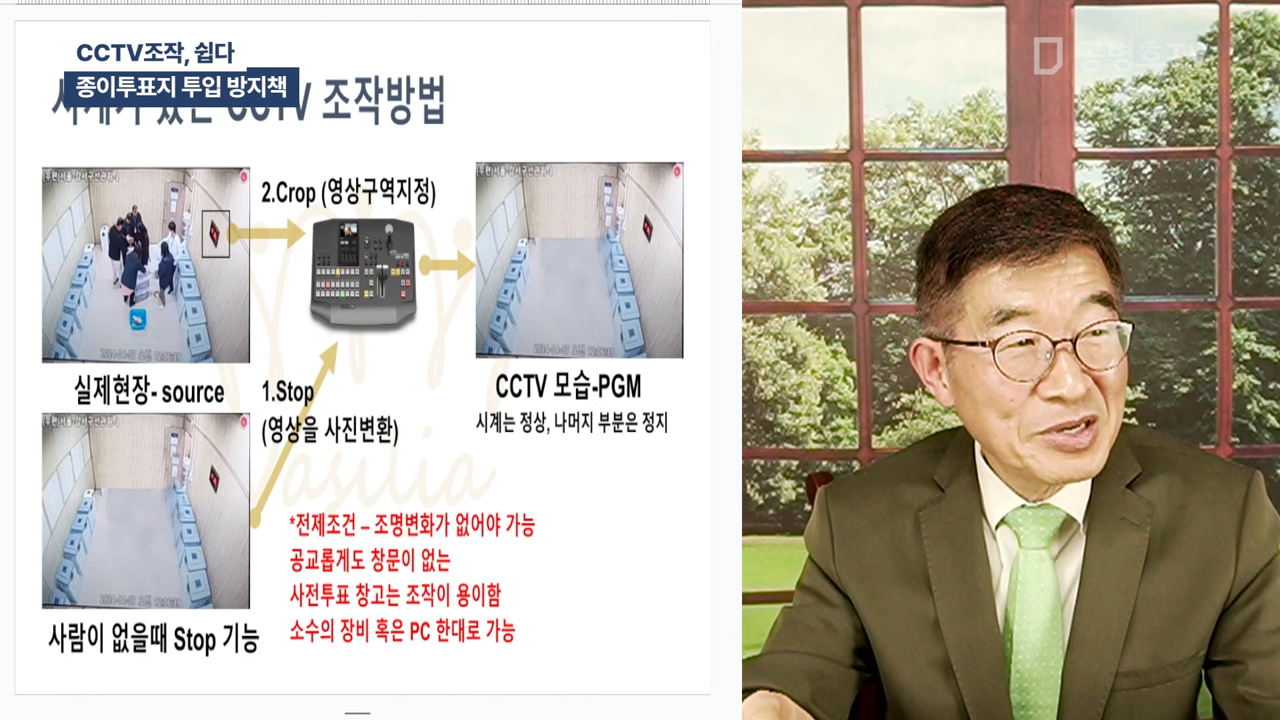 CCTV조작, 쉽다
종이투표지 투입 방지책
CCTV 조작방법
공병호TV
2.Crop (영상구역지정)
실제현장- source
1.Stop
(영상을 사진변환)
CCTV 모습-PGM
시계는 정상, 나머지 부분은 정지
*전제조건 – 조명변화가 없어야 가능
공교롭게도 창문이 없는
사전투표 창고는 조작이 용이함
소수의 장비 혹은 PC 한대로 가능
사람이 없을때 Stop 기능